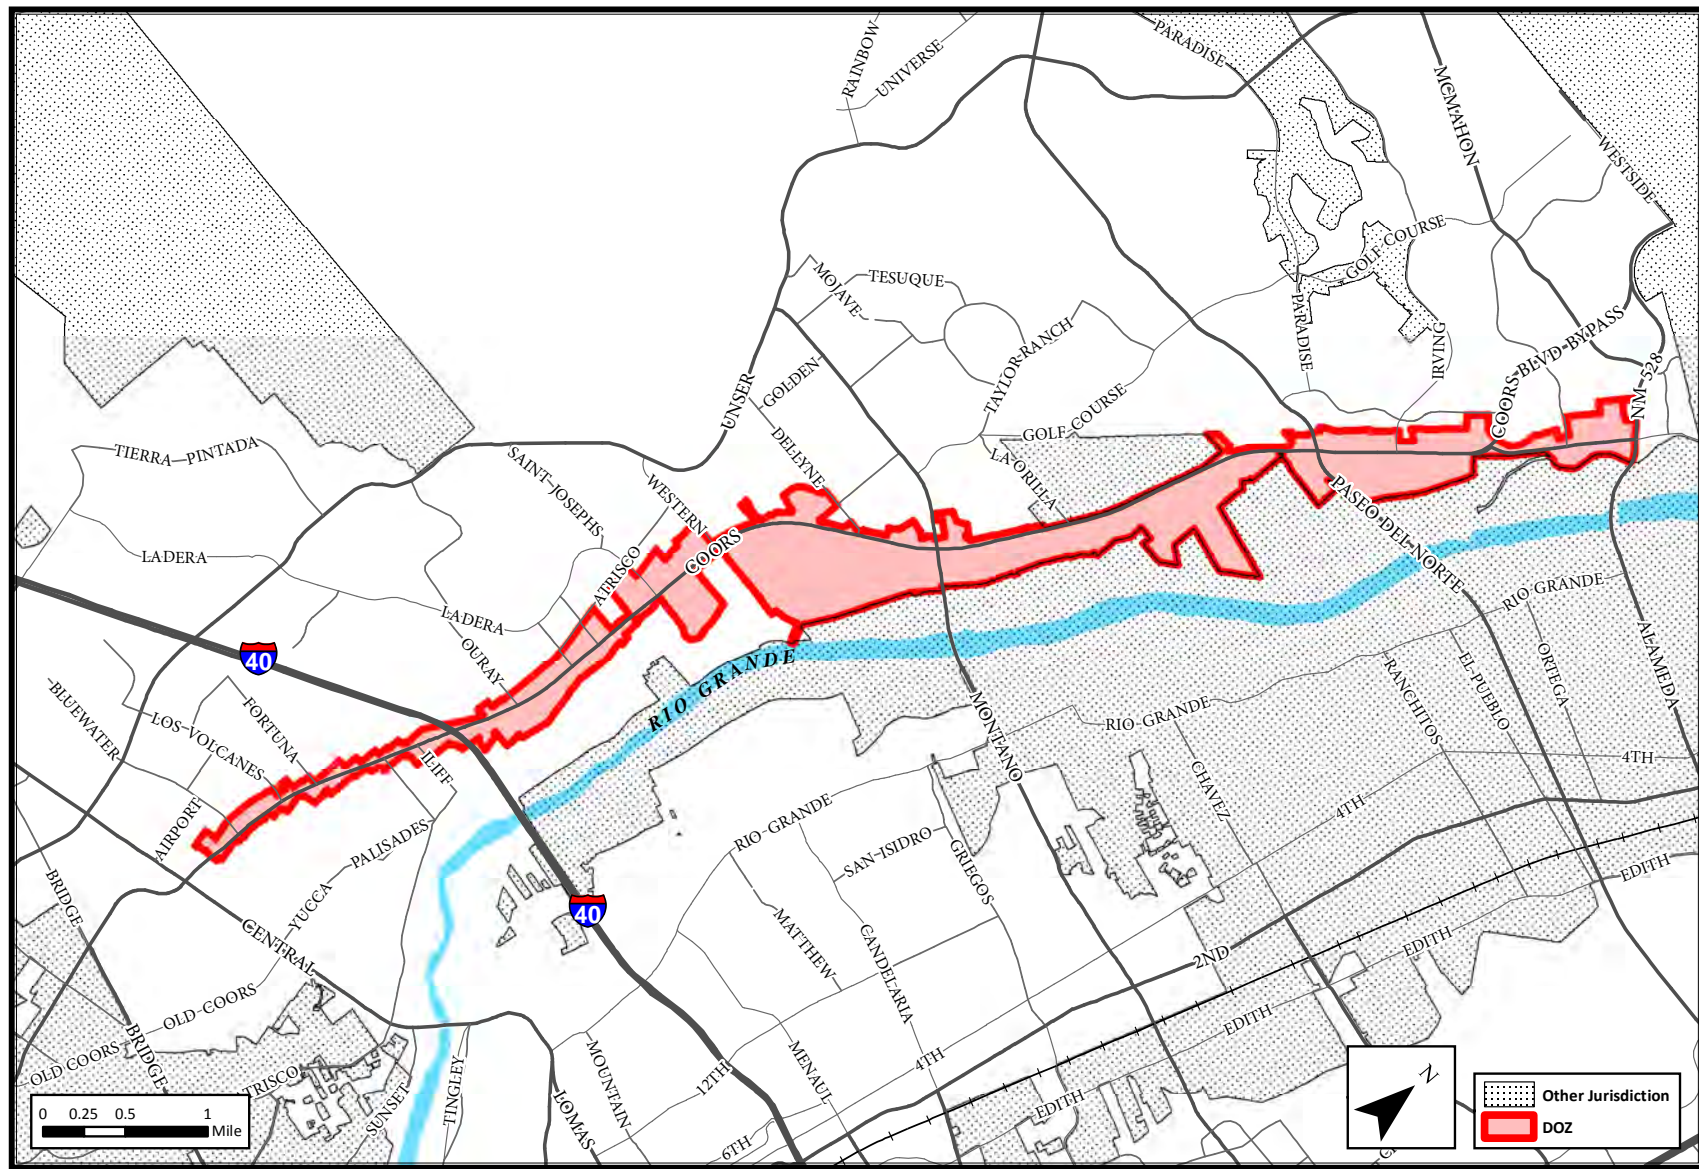 RAINBOW
UNIVERSE
PARADISE
MCMAHON
WESTSIDE
MOJAVE
TESUQUE
GOLF COURSE
PARADISE
IRVING
COORS BLVD BYPASS
NM 528
TAYLOR RANCH
GOLDEN
UNSER
GOLF COURSE
DELLYNE
LA ORILLA
TIERRA PINTADA
SAINT JOSEPHS
WESTERN
COORS
PASEO DEL NORTE
LADERA
ATRISCO
LADERA
OURAY
RIO GRANDE
40
RIO GRANDE
ALAMEDA
ORTEGA
EL PUEBLO
RANCHITOS
BLUEWATER
LOS VOLCANES
FORTUNA
ILIFF
MONTANO
RIO GRANDE
4TH
CHAVEZ
AIRPORT
PALISADES
RIO GRANDE
SAN ISIDRO
GRIEGOS
4TH
EDITH
BRIDGE
YUCCA
CENTRAL
40
MATTHEW
CANDELARIA
2ND
EDITH
OLD COORS
OLD COORS
BRIDGE
TRISCO
SUNSET
TINGLEY
LOMAS
MOUNTAIN
12TH
MENAUL
4TH
6TH
EDITH
EDITH
0 0.25 0.5 1
Mile
N
Other Jurisdiction
DOZ